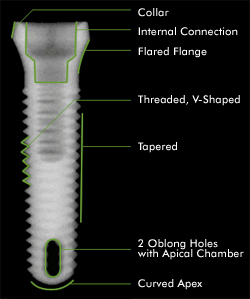 Collar
Internal Connection
Flared Flange
Threaded, V-Shaped
Tapered
2 Oblong Holes
with Apical Chamber
Curved Apex